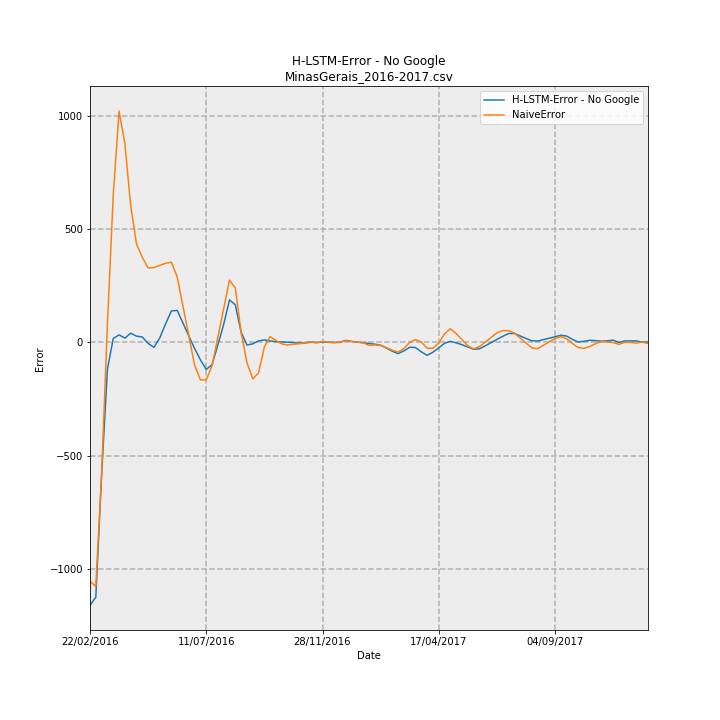 H-LSTM-Error - No Google
MinasGerais_2016-2017.csv
H-LSTM-Error - No Google
NaiveError
1000
500
0
−500
−1000
Error
22/02/2016
11/07/2016
28/11/2016
17/04/2017
04/09/2017
Date